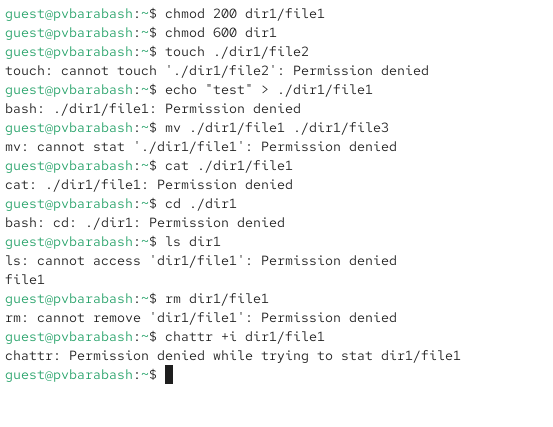 guest@pvbarabash:~$ chmod 200 dir1/file1
guest@pvbarabash:~$ chmod 600 dir1
guest@pvbarabash:~$ touch ./dir1/file2
touch: cannot touch './dir1/file2': Permission denied
guest@pvbarabash:~$ echo "test" > ./dir1/file1
bash: ./dir1/file1: Permission denied
guest@pvbarabash:~$ mv ./dir1/file1 ./dir1/file3
mv: cannot stat './dir1/file1': Permission denied
guest@pvbarabash:~$ cat ./dir1/file1
cat: ./dir1/file1: Permission denied
guest@pvbarabash:~$ cd ./dir1
bash: cd: ./dir1: Permission denied
guest@pvbarabash:~$ ls dir1
ls: cannot access 'dir1/file1': Permission denied
file1
guest@pvbarabash:~$ rm dir1/file1
rm: cannot remove 'dir1/file1': Permission denied
guest@pvbarabash:~$ chattr +i dir1/file1
chattr: Permission denied while trying to stat dir1/file1
guest@pvbarabash:~$